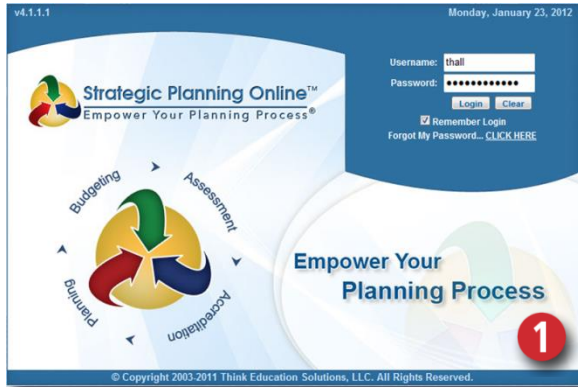 v4.1.1.1
Monday, January 23, 2012
Username: thall
Password: ••••••••••••
Login Clear
Remember Login
Forgot My Password... CLICK HERE
Strategic Planning Online™
Empower Your Planning Process®
Budgeting
Assessment
Planning
Accreditation
Empower Your
Planning Process
1
© Copyright 2003-2011 Think Education Solutions, LLC. All Rights Reserved.